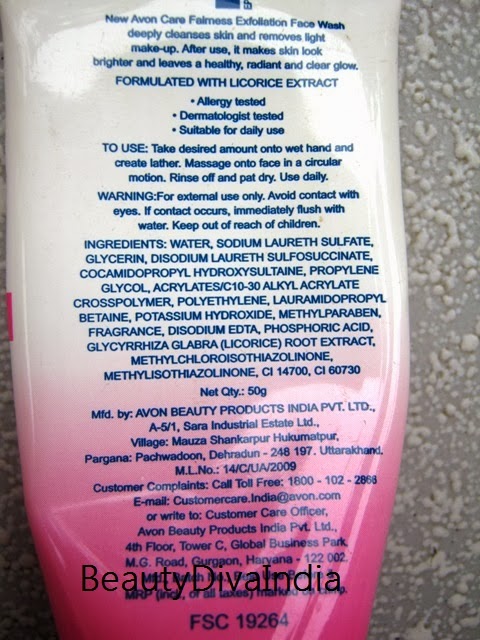 New Avon Care Fairness Exfoliation Face Wash
deeply cleanses skin and removes light
make-up. After use, it makes skin look
brighter and leaves a healthy, radiant and clear glow.
FORMULATED WITH LICORICE EXTRACT
• Allergy tested
• Dermatologist tested
• Suitable for daily use
TO USE: Take desired amount onto wet hand and
create lather. Massage onto face in a circular
motion. Rinse off and pat dry. Use daily.
WARNING:For external use only. Avoid contact with
eyes. If contact occurs, immediately flush with
water. Keep out of reach of children.
INGREDIENTS: WATER, SODIUM LAURETH SULFATE,
GLYCERIN, DISODIUM LAURETH SULFOSUCCINATE,
COCAMIDOPROPYL HYDROXYSULTAINE, PROPYLENE
GLYCOL, ACRYLATES/C10-30 ALKYL ACRYLATE
CROSSPOLYMER, POLYETHYLENE, LAURAMIDOPROPYL
BETAINE, POTASSIUM HYDROXIDE, METHYLPARABEN,
FRAGRANCE, DISODIUM EDTA, PHOSPHORIC ACID,
GLYCYRRHIZA GLABRA (LICORICE) ROOT EXTRACT,
METHYLCHLOROISOTHIAZOLINONE,
METHYLISOTHIAZOLINONE, CI 14700, CI 60730
Net Qty.: 50g
Mfd. by: AVON BEAUTY PRODUCTS INDIA PVT. LTD.,
A-5/1, Sara Industrial Estate Ltd.,
Village: Mauza Shankarpur Hukumatpur,
Pargana: Pachwadoon, Dehradun - 248 197. Uttarakhand.
M.L.No.: 14/C/UA/2009
Customer Complaints: Call Toll Free: 1800 - 102 - 2866
E-mail: Customercare.India@avon.com
or write to: Customer Care Officer,
Avon Beauty Products India Pvt. Ltd.,
4th Floor, Tower C, Global Business Park,
M.G. Road, Gurgaon, Haryana - 122 002.
BeautyDivaIndia
MRP (incl. of all taxes) marked on
FSC 19264